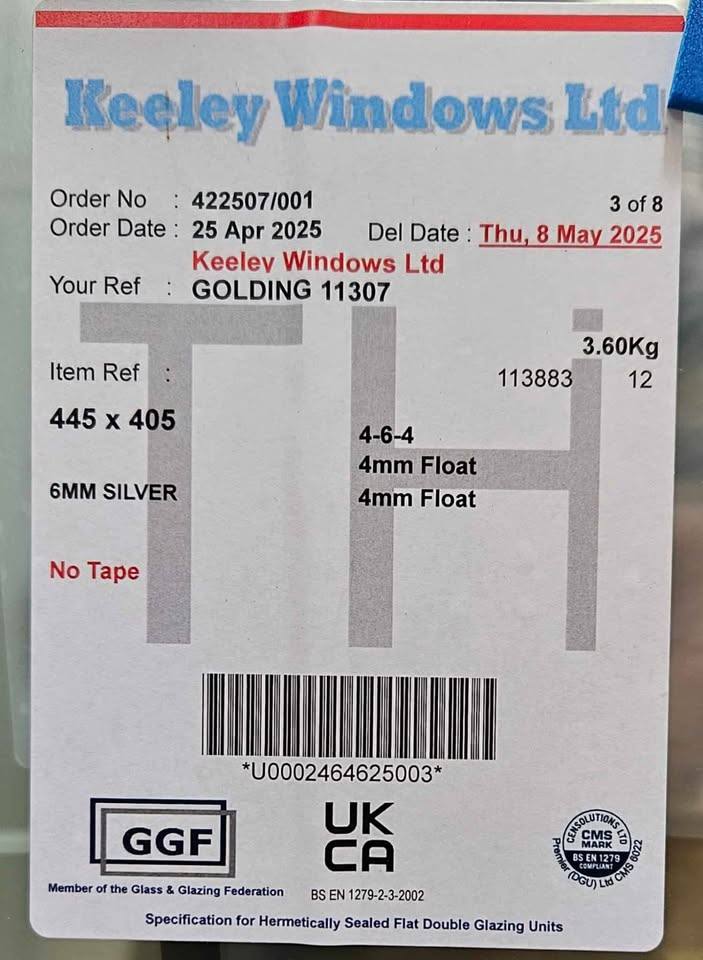 Keeley Windows Ltd
Order No : 422507/001 3 of 8
Order Date : 25 Apr 2025 Del Date : Thu, 8 May 2025
Keeley Windows Ltd
Your Ref : GOLDING 11307
TH
3.60Kg
Item Ref : 113883 12
445 x 405
4-6-4
4mm Float
6MM SILVER 4mm Float
No Tape
*U0002464625003*
GGF
UK
CA
CENSOLUTIONS LTD
CMS
MARK
BS EN 1279
COMPLIANT
Premier (DGU) Ltd CMS 6022
Member of the Glass & Glazing Federation
BS EN 1279-2-3-2002
Specification for Hermetically Sealed Flat Double Glazing Units